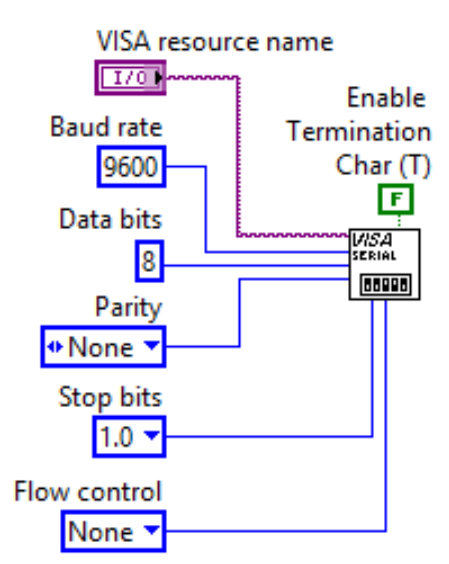 VISA resource name
I/O
Enable
Termination
Char (T)
F
Baud rate
9600
Data bits
8
VISA
SERIAL
Parity
None
Stop bits
1.0
Flow control
None